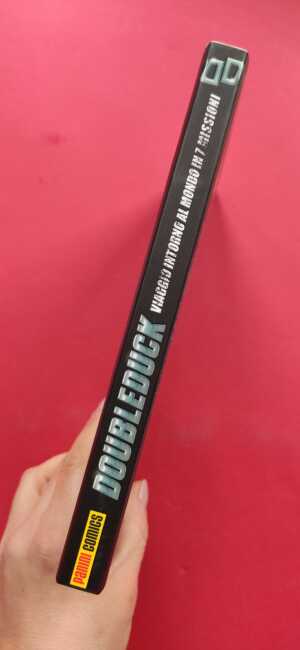 PANINI COMICS
DOUBLEDUCK
VIAGGIO INTORNO AL MONDO IN 7 MISSIONI
DD